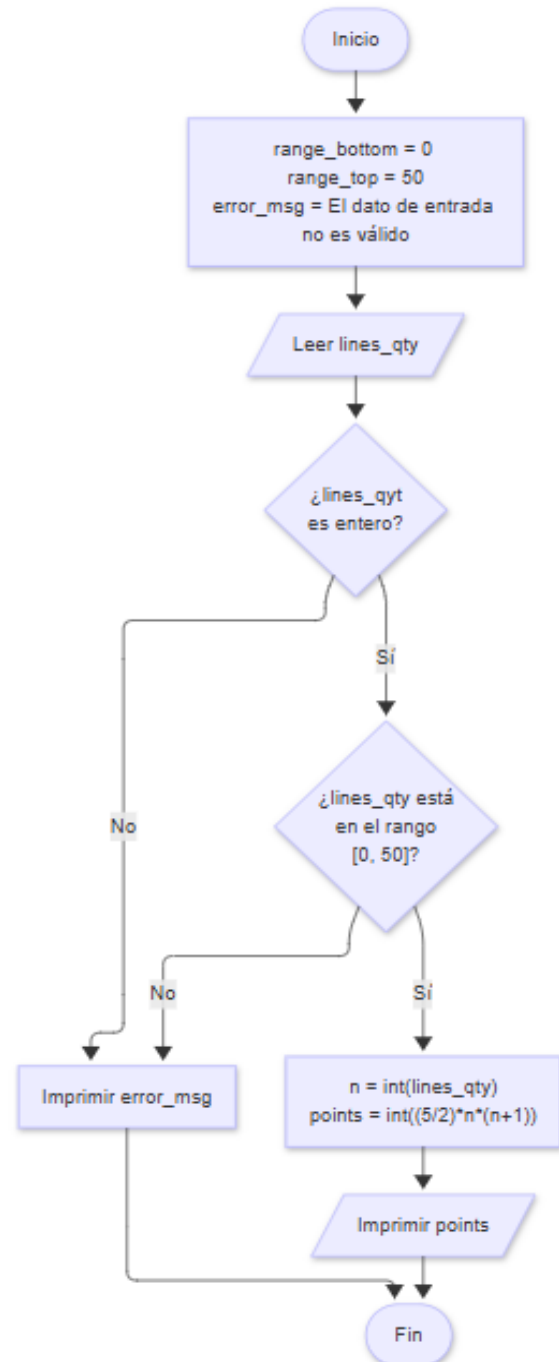 Inicio
range_bottom = 0
range_top = 50
error_msg = El dato de entrada
no es válido
Leer lines_qty
¿lines_qyt
es entero?
Sí
¿lines_qty está
en el rango
[0, 50]?
No
No
Sí
Imprimir error_msg
n = int(lines_qty)
points = int((5/2)*n*(n+1))
Imprimir points
Fin